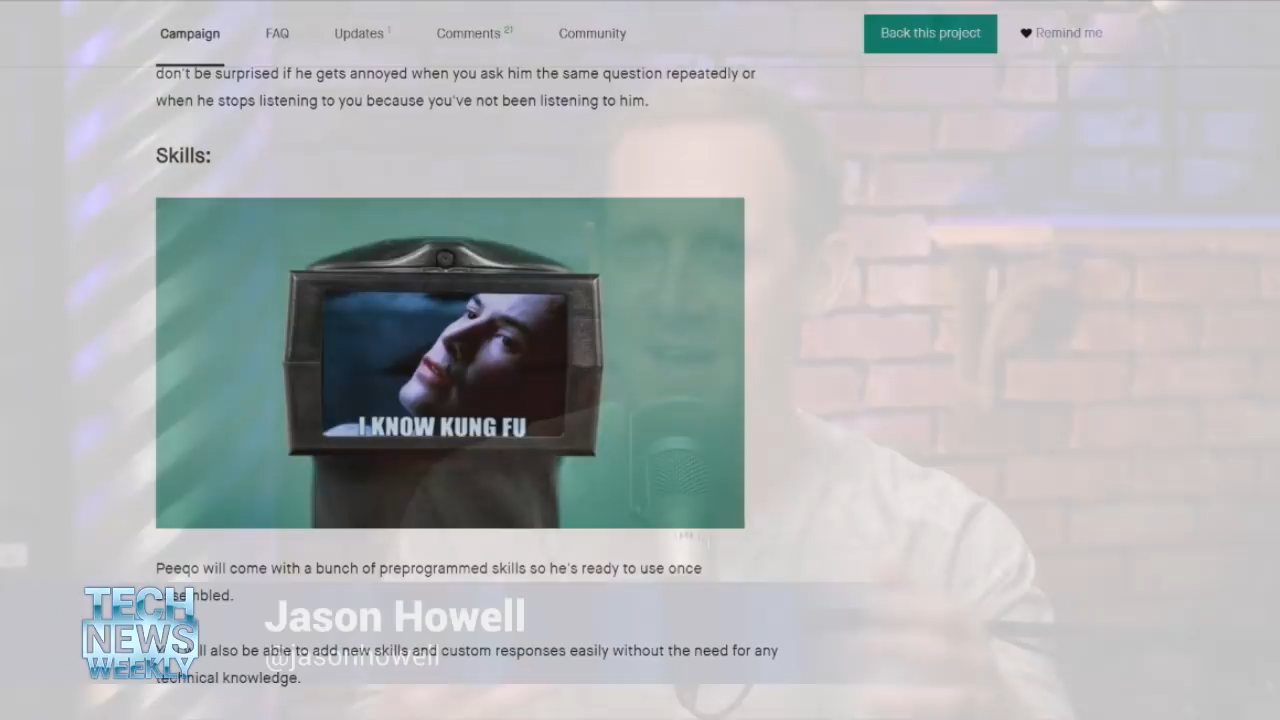 Campaign FAQ Updates 1 Comments 21 Community Back this project Remind me
don't be surprised if he gets annoyed when you ask him the same question repeatedly or
when he stops listening to you because you've not been listening to him.
Skills:
I KNOW KUNG FU
Peeqo will come with a bunch of preprogrammed skills so he's ready to use once
TECH
NEWS
WEEKLY
Jason Howell
@jasonhowell
also be able to add new skills and custom responses easily without the need for any
technical knowledge.